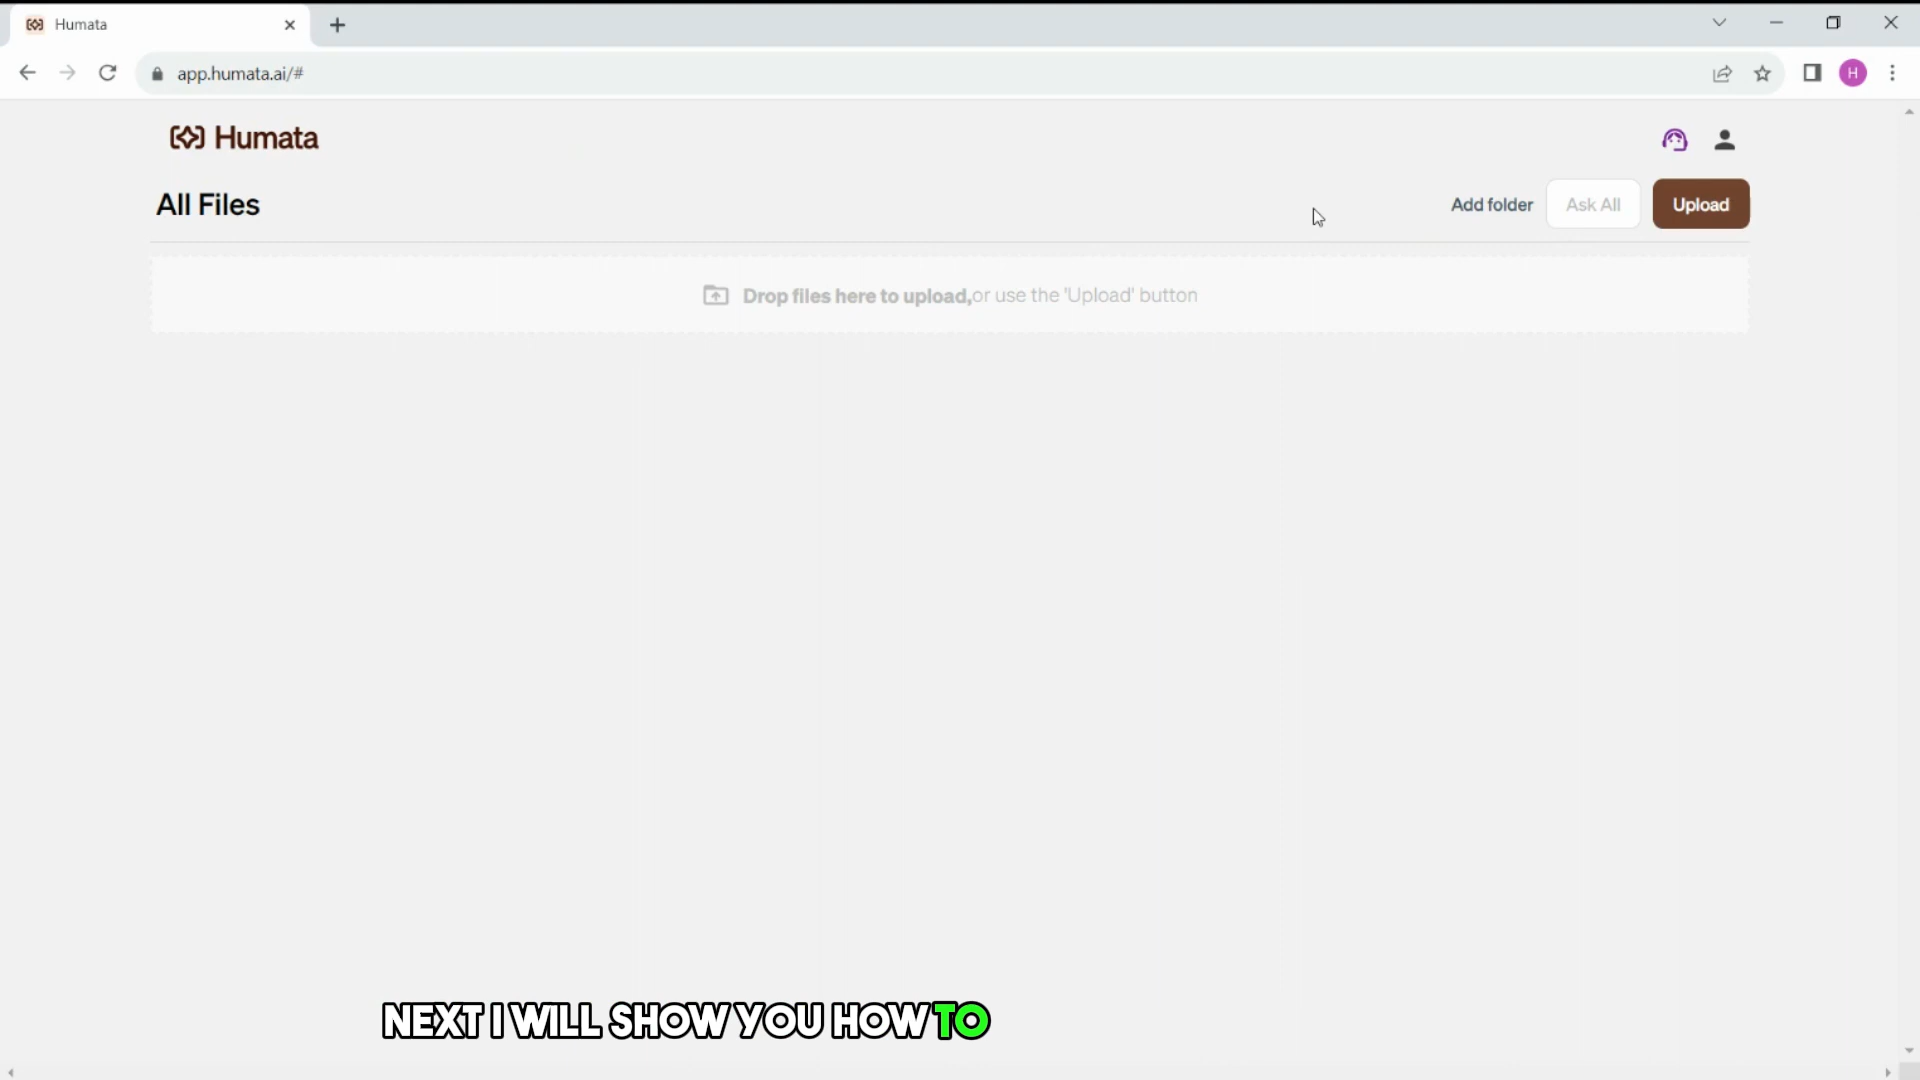 Humata
app.humata.ai/#
H
Humata
All Files
Add folder
Ask All
Upload
Drop files here to upload,or use the 'Upload' button
NEXT I WILL SHOW YOU HOW TO